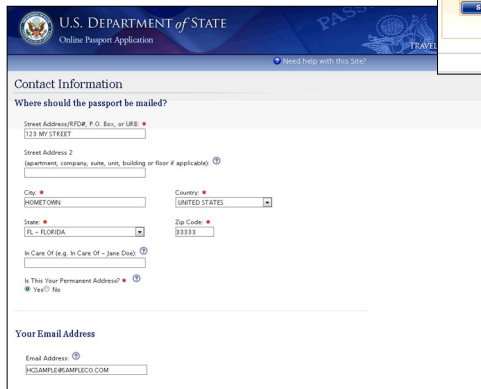 U.S. DEPARTMENT of STATE
Online Passport Application
PASS
TRAVEL
Need help with this Site?
Contact Information
Where should the passport be mailed?
Street Address/RFD#, P.O. Box, or URB: *
123 MY STREET
Street Address 2
(apartment, company, suite, unit, building or floor if applicable):
City: * Country: *
HOMETOWN UNITED STATES
State: * Zip Code: *
FL - FLORIDA 33333
In Care Of (e.g. In Care Of - Jane Doe):
Is This Your Permanent Address? *
Yes No
Your Email Address
Email Address:
HGSAMPLE@SAMPLECO.COM